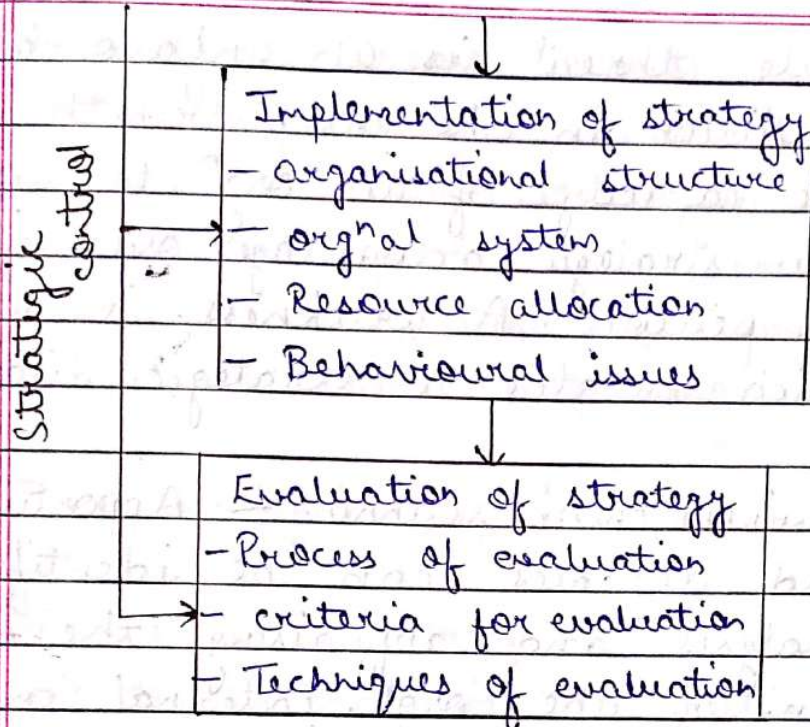 Implementation of strategy
- Organisational structure
- orgⁿal system
- Resource allocation
- Behavioural issues
Strategic
control
Evaluation of strategy
- Process of evaluation
- criteria for evaluation
- Techniques of evaluation